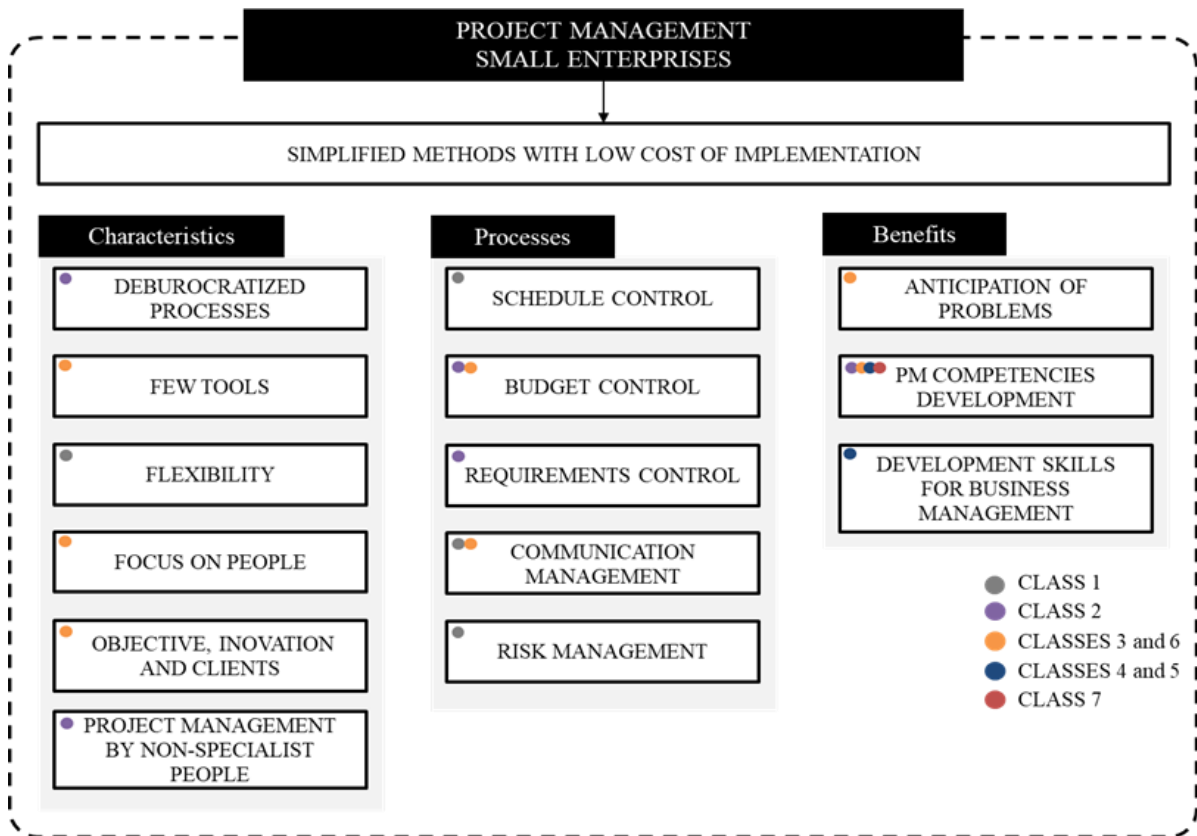 PROJECT MANAGEMENT
SMALL ENTERPRISES
SIMPLIFIED METHODS WITH LOW COST OF IMPLEMENTATION
Characteristics
DEBUROCRATIZED
PROCESSES
FEW TOOLS
FLEXIBILITY
FOCUS ON PEOPLE
OBJECTIVE, INOVATION
AND CLIENTS
PROJECT MANAGEMENT
BY NON-SPECIALIST
PEOPLE
Processes
SCHEDULE CONTROL
BUDGET CONTROL
REQUIREMENTS CONTROL
COMMUNICATION
MANAGEMENT
RISK MANAGEMENT
Benefits
ANTICIPATION OF
PROBLEMS
PM COMPETENCIES
DEVELOPMENT
DEVELOPMENT SKILLS
FOR BUSINESS
MANAGEMENT
CLASS 1
CLASS 2
CLASSES 3 and 6
CLASSES 4 and 5
CLASS 7